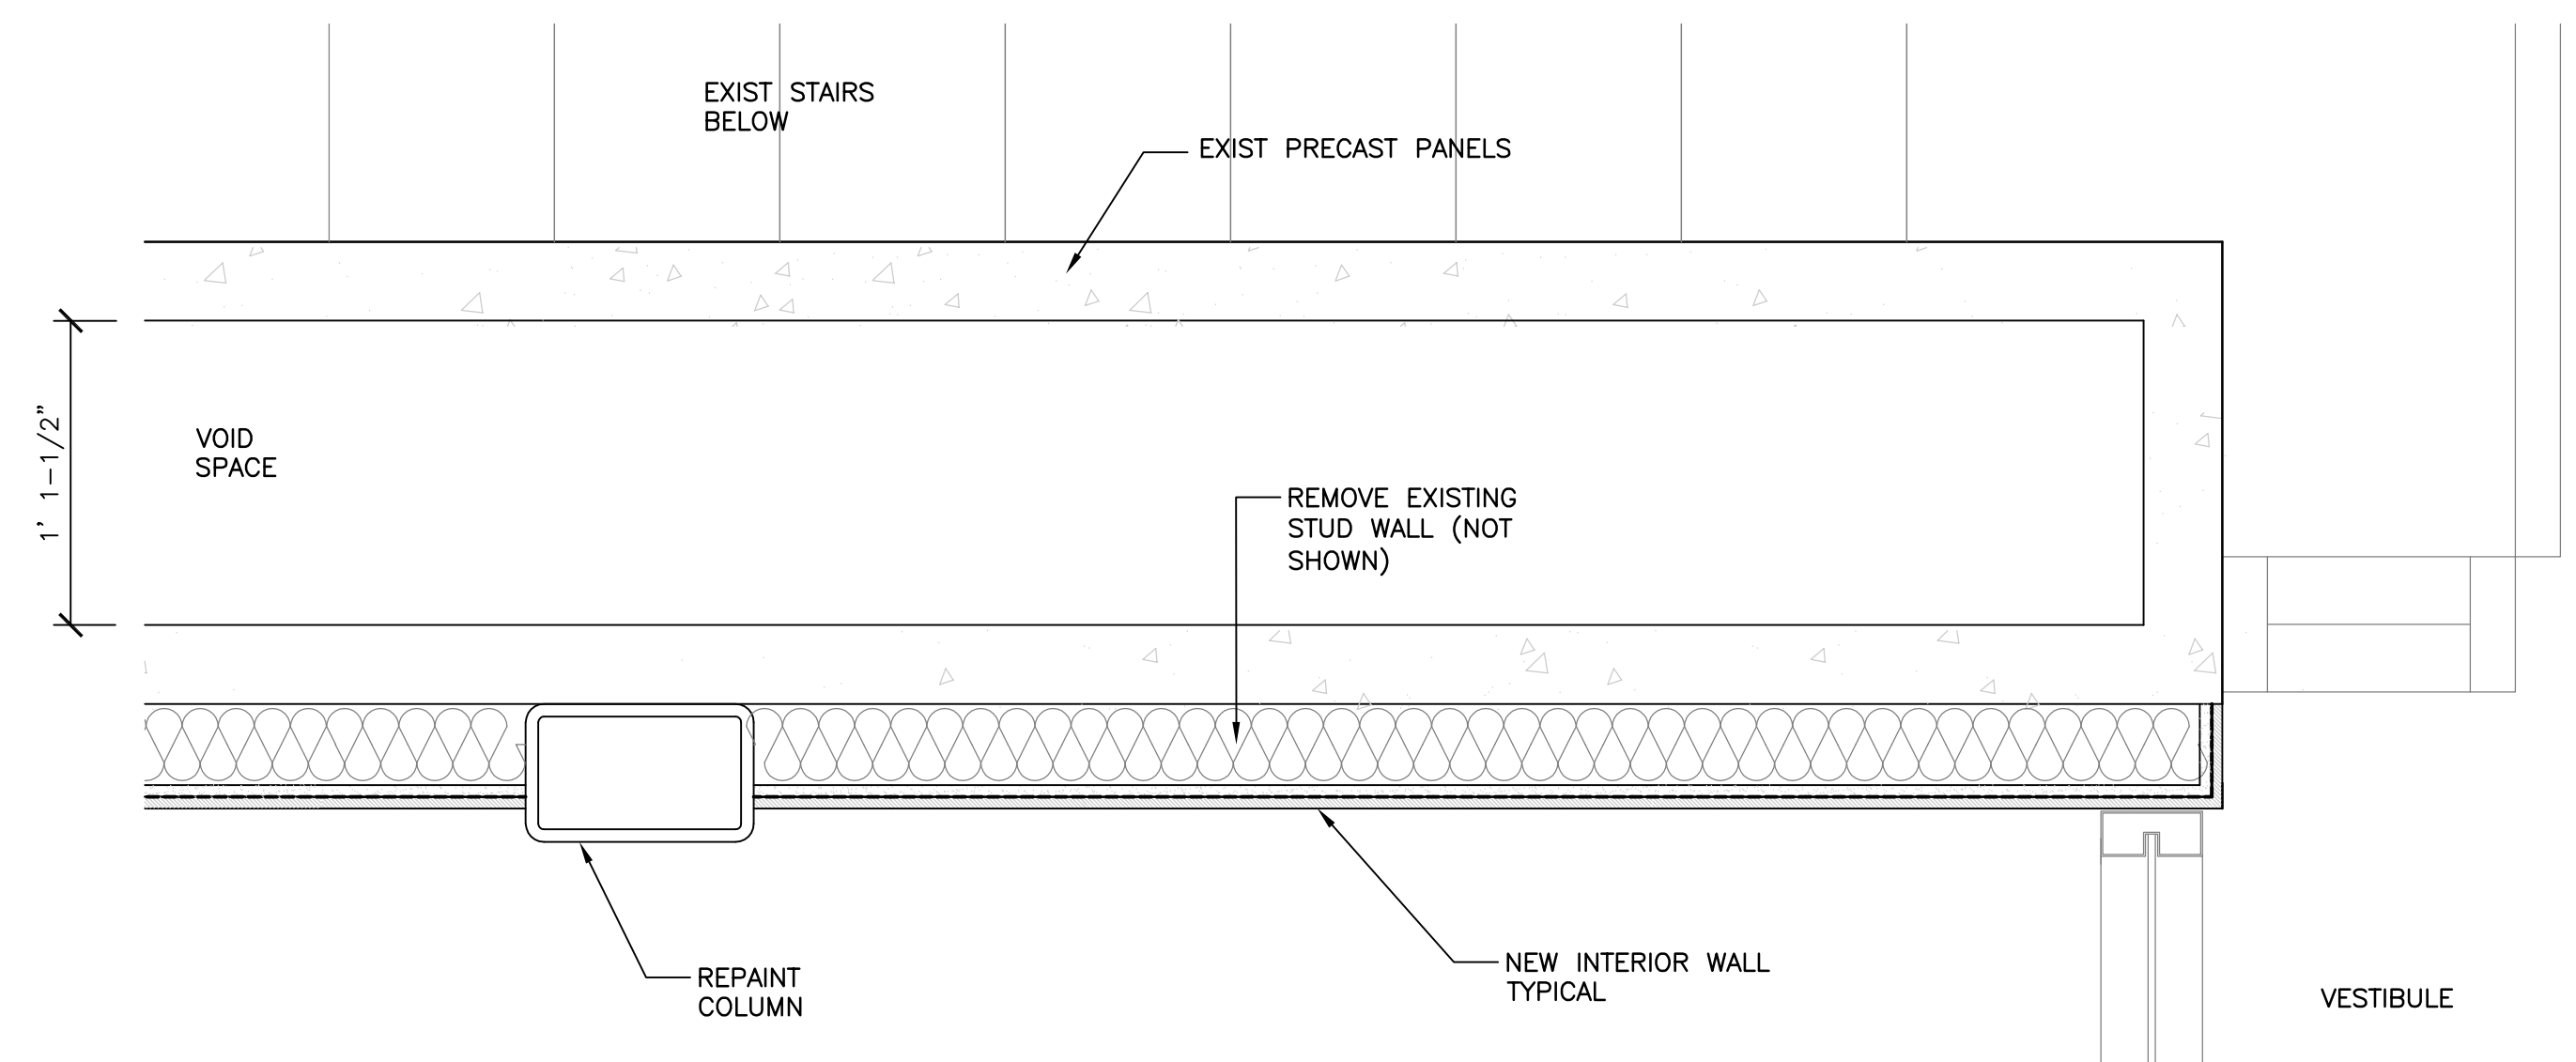 EXIST STAIRS
BELOW
EXIST PRECAST PANELS
1' 1-1/2"
VOID
SPACE
REMOVE EXISTING
STUD WALL (NOT
SHOWN)
REPAINT
COLUMN
NEW INTERIOR WALL
TYPICAL
VESTIBULE